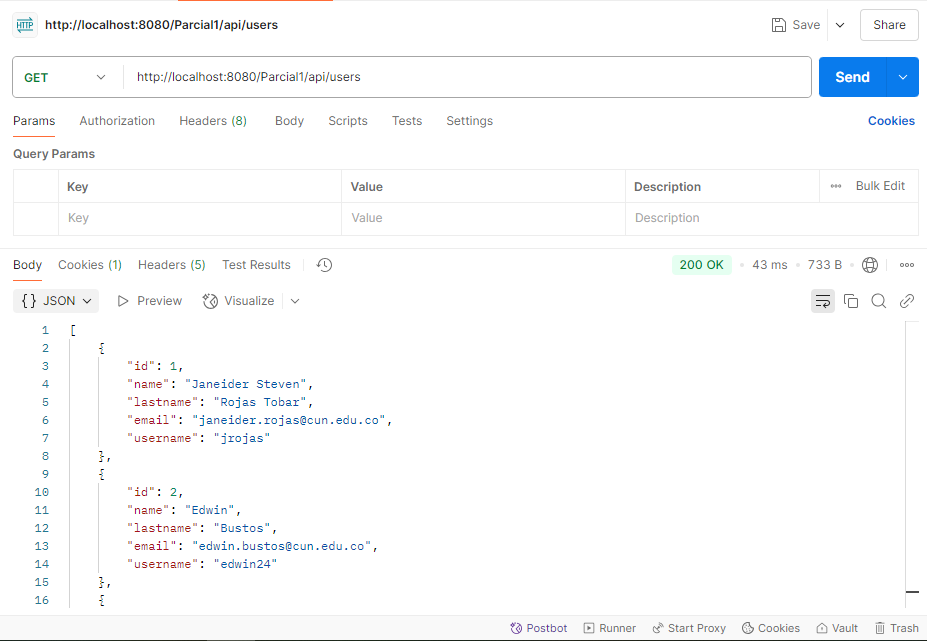 HTTP http://localhost:8080/Parcial1/api/users Save Share
GET http://localhost:8080/Parcial1/api/users Send
Params Authorization Headers (8) Body Scripts Tests Settings Cookies
Query Params
Key Value Description Bulk Edit
Key Value Description
Body Cookies (1) Headers (5) Test Results 200 OK 43 ms 733 B
{} JSON Preview Visualize
1 [
2 {
3 "id": 1,
4 "name": "Janeider Steven",
5 "lastname": "Rojas Tobar",
6 "email": "janeider.rojas@cun.edu.co",
7 "username": "jrojas"
8 },
9 {
10 "id": 2,
11 "name": "Edwin",
12 "lastname": "Bustos",
13 "email": "edwin.bustos@cun.edu.co",
14 "username": "edwin24"
15 },
16 {
Postbot Runner Start Proxy Cookies Vault Trash